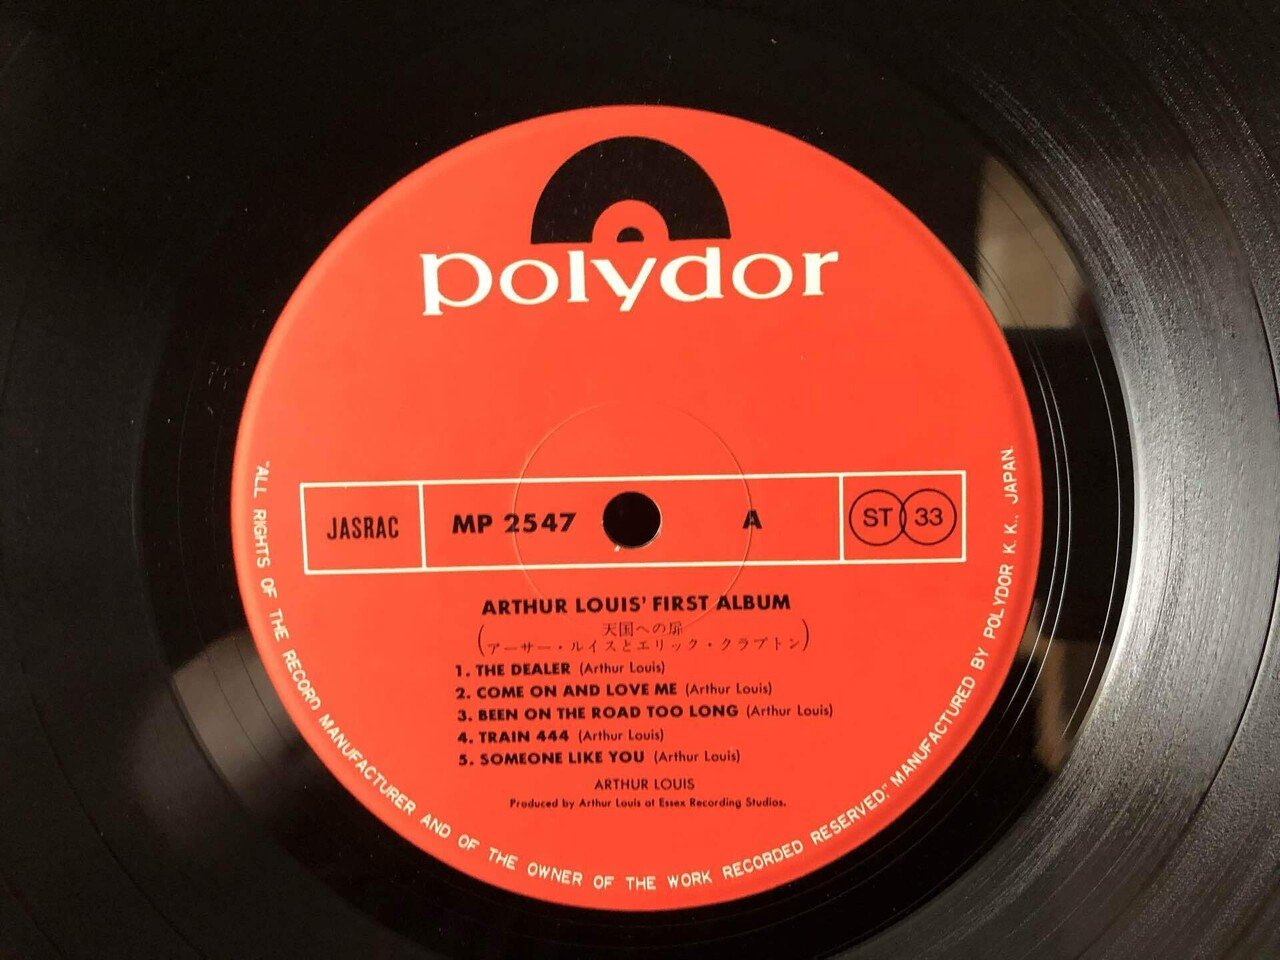 polydor
JASRAC MP 2547 A ST 33
ARTHUR LOUIS' FIRST ALBUM
(天国への扉
アーサー・ルイスとエリック・クラプトン)
1. THE DEALER (Arthur Louis)
2. COME ON AND LOVE ME (Arthur Louis)
3. BEEN ON THE ROAD TOO LONG (Arthur Louis)
4. TRAIN 444 (Arthur Louis)
5. SOMEONE LIKE YOU (Arthur Louis)
ARTHUR LOUIS
Produced by Arthur Louis at Essex Recording Studios.
"ALL RIGHTS OF THE RECORD MANUFACTURER AND OF THE OWNER OF THE WORK RECORDED RESERVED." MANUFACTURED BY POLYDOR K.K., JAPAN